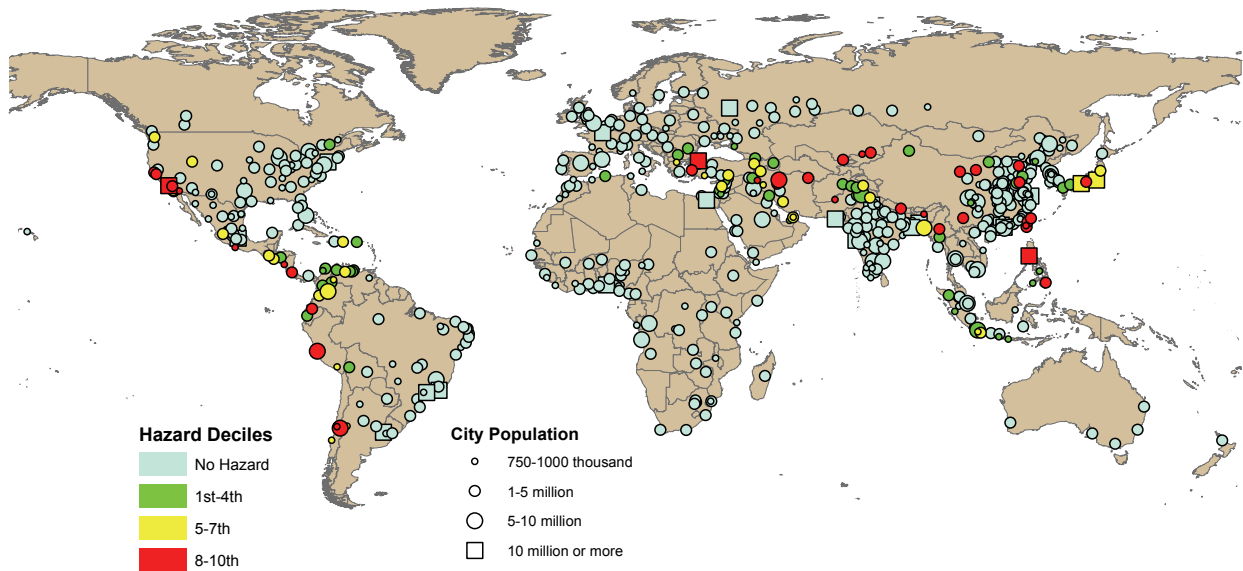 Hazard Deciles
No Hazard
1st-4th
5-7th
8-10th
City Population
750-1000 thousand
1-5 million
5-10 million
10 million or more